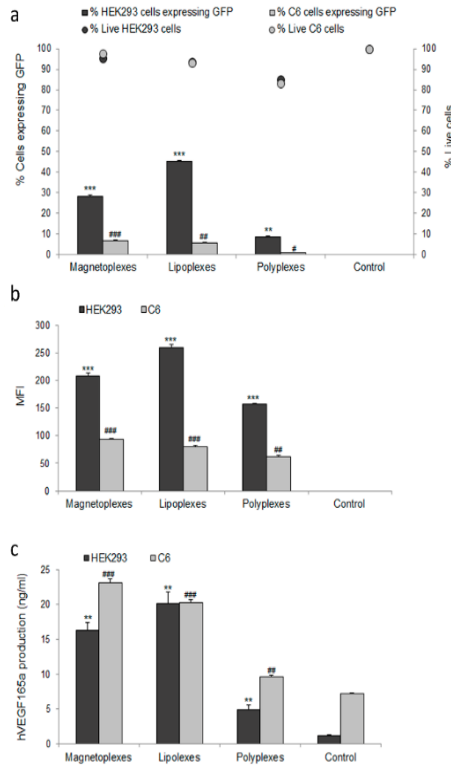 a
% HEK293 cells expressing GFP
% C6 cells expressing GFP
% Live HEK293 cells
% Live C6 cells
% Cells expressing GFP
% Live cells
100 100
90 90
80 80
70 70
60 60
50 50
40 40
30 30
20 20
10 10
0 0
*** ### *** ## ** #
Magnetoplexes Lipoplexes Polyplexes Control
b
HEK293 C6
MFI
300
250
200
150
100
50
0
*** ### *** ### *** ##
Magnetoplexes Lipoplexes Polyplexes Control
c
HEK293 C6
hVEGF165a production (ng/ml)
25
20
15
10
5
0
** ### ** ### ** ##
Magnetoplexes Lipolexes Polyplexes Control